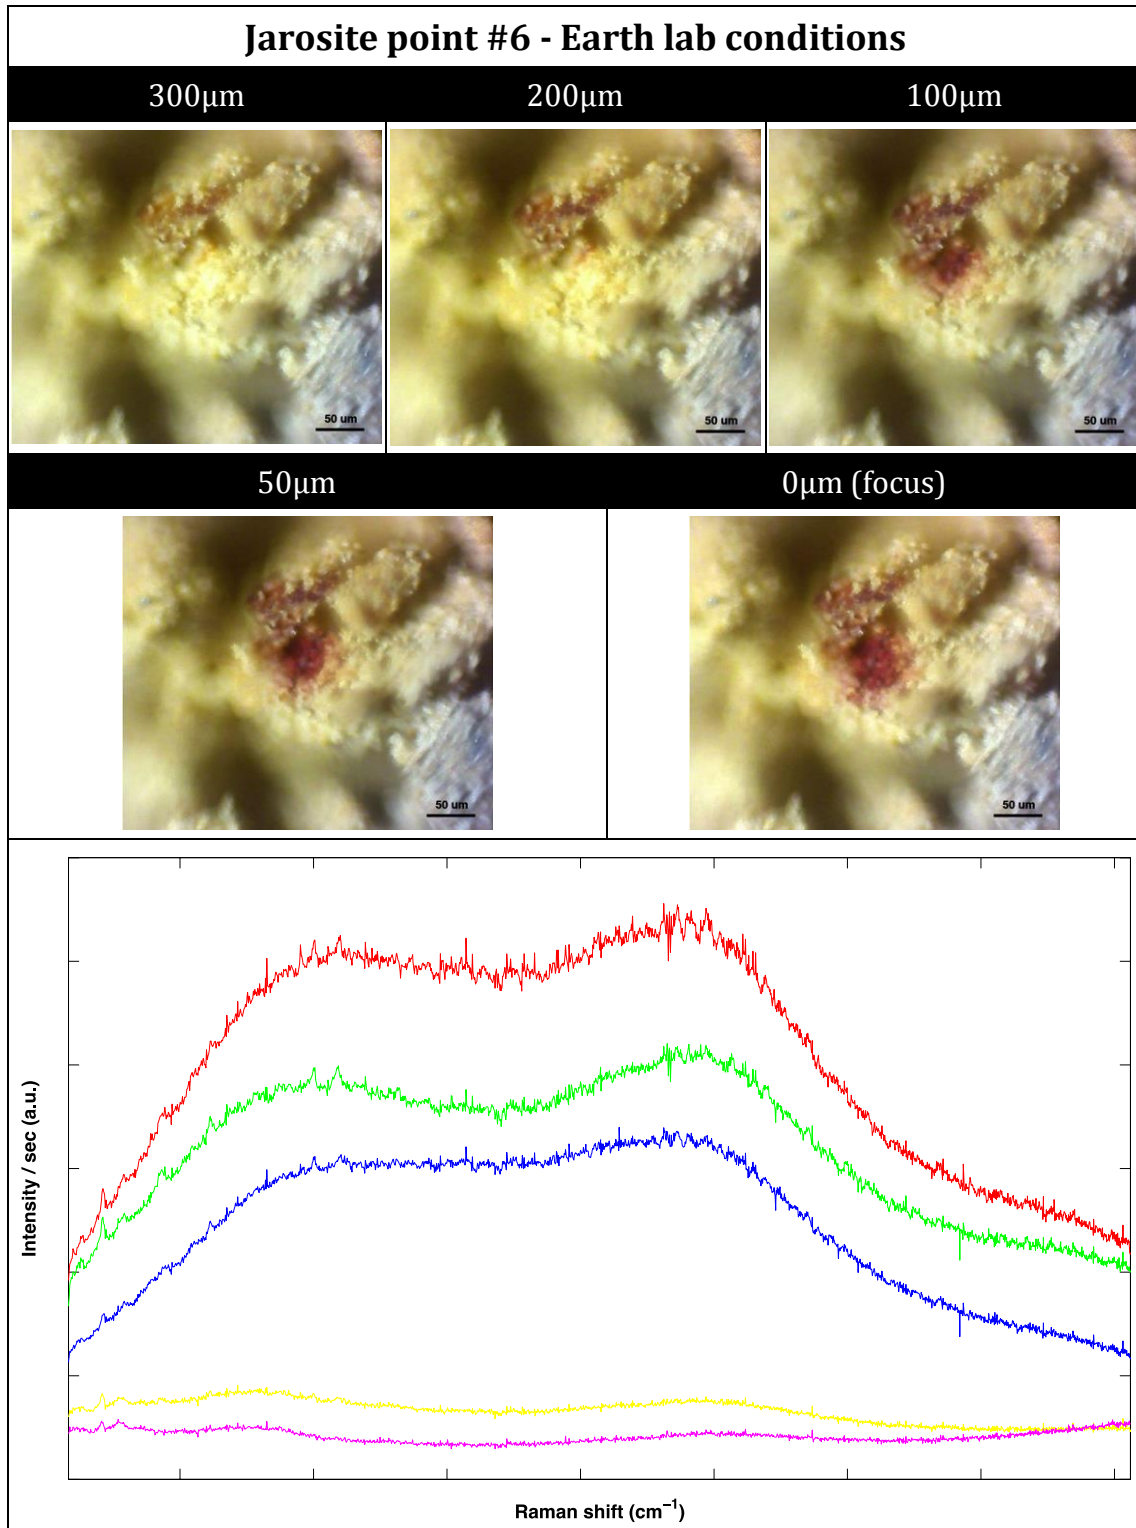 Jarosite point #6 - Earth lab conditions
300μm 200μm 100μm
50 um 50 um 50 um
50μm 0μm (focus)
50 um 50 um
Intensity / sec (a.u.)
Raman shift (cm⁻¹)